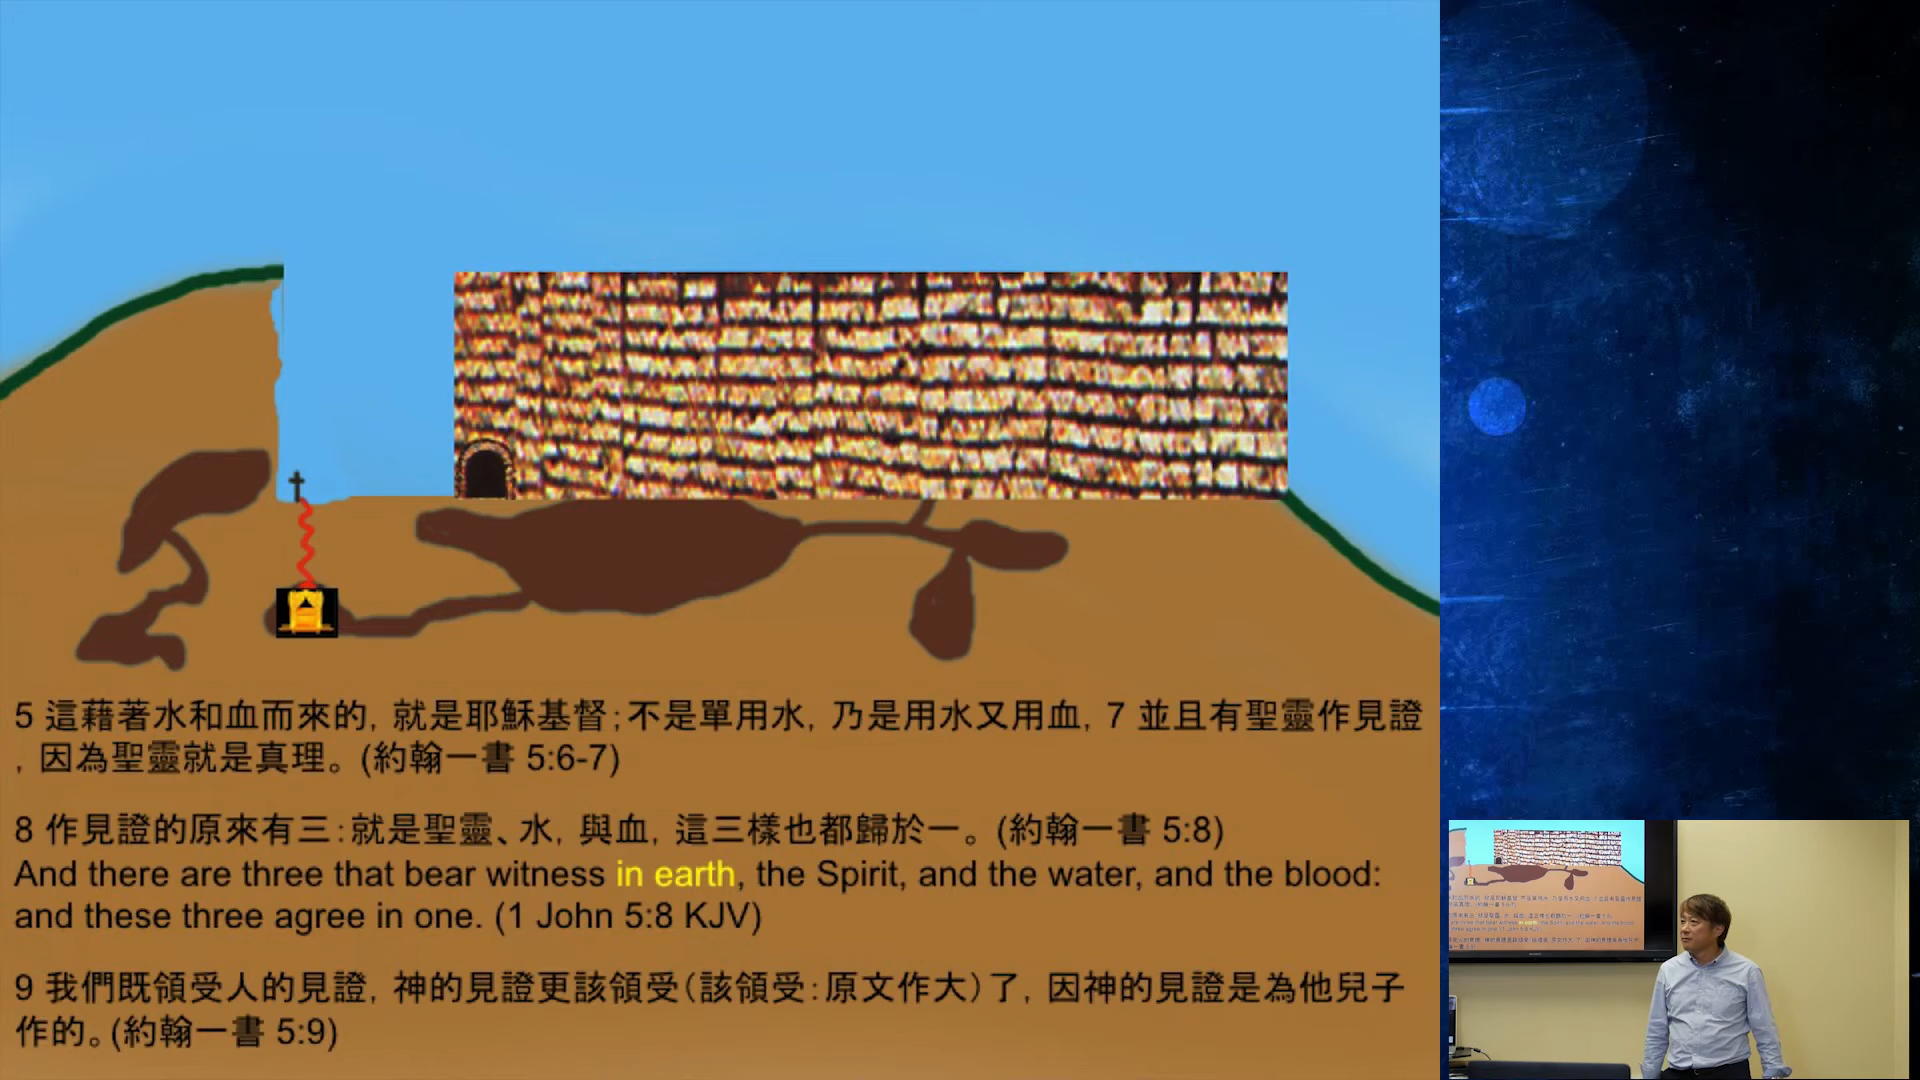 5 這藉著水和血而來的, 就是耶穌基督;不是單用水, 乃是用水又用血, 7 並且有聖靈作見證
, 因為聖靈就是真理。(約翰一書 5:6-7)
8 作見證的原來有三:就是聖靈、水, 與血, 這三樣也都歸於一。(約翰一書 5:8)
And there are three that bear witness in earth, the Spirit, and the water, and the blood:
and these three agree in one. (1 John 5:8 KJV)
9 我們既領受人的見證, 神的見證更該領受(該領受:原文作大)了, 因神的見證是為他兒子
作的。(約翰一書 5:9)